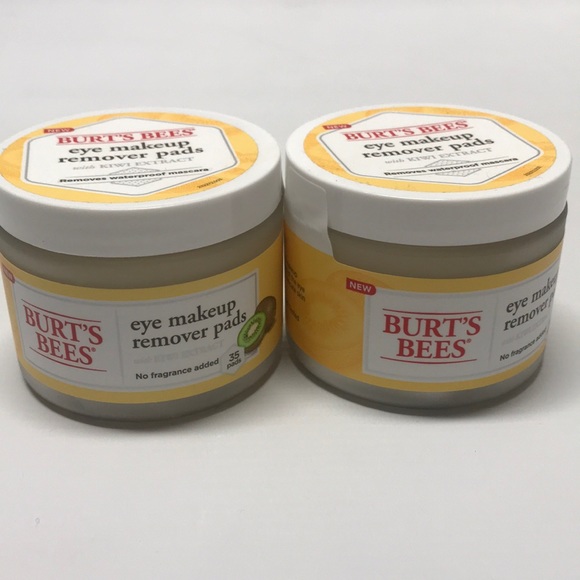 NEW
BURT'S BEES
eye makeup
remover pads
with KIWI EXTRACT
Removes waterproof mascara
BURT'S
BEES®
eye makeup
remover pads
No fragrance added
35
pads
NEW
BURT'S BEES
eye makeup
remover pads
with KIWI EXTRACT
Removes waterproof mascara
NEW
BURT'S
BEES®
eye make
remover
No fragrance added